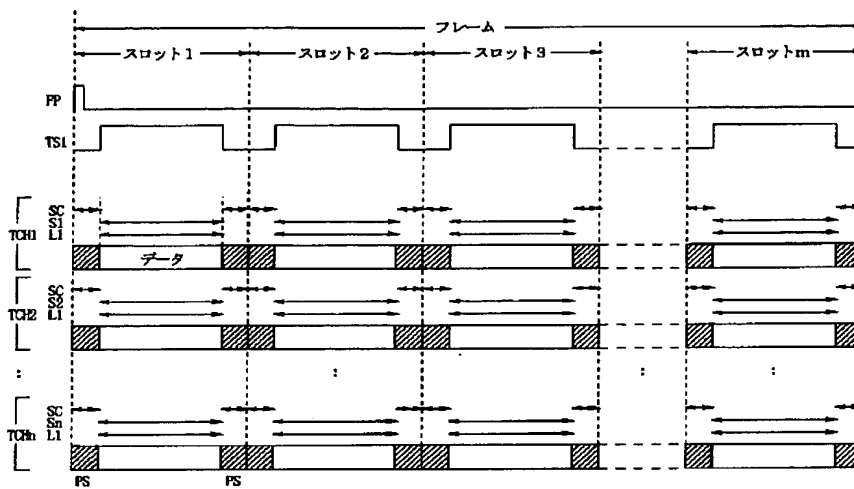 フレーム
スロット1 スロット2 スロット3 スロットm
FP
TS1
SC
S1
TCH1 L1
データ
SC
S2
TCH2 L1
: : : :
SC
Sn
TCHn L1
PS PS